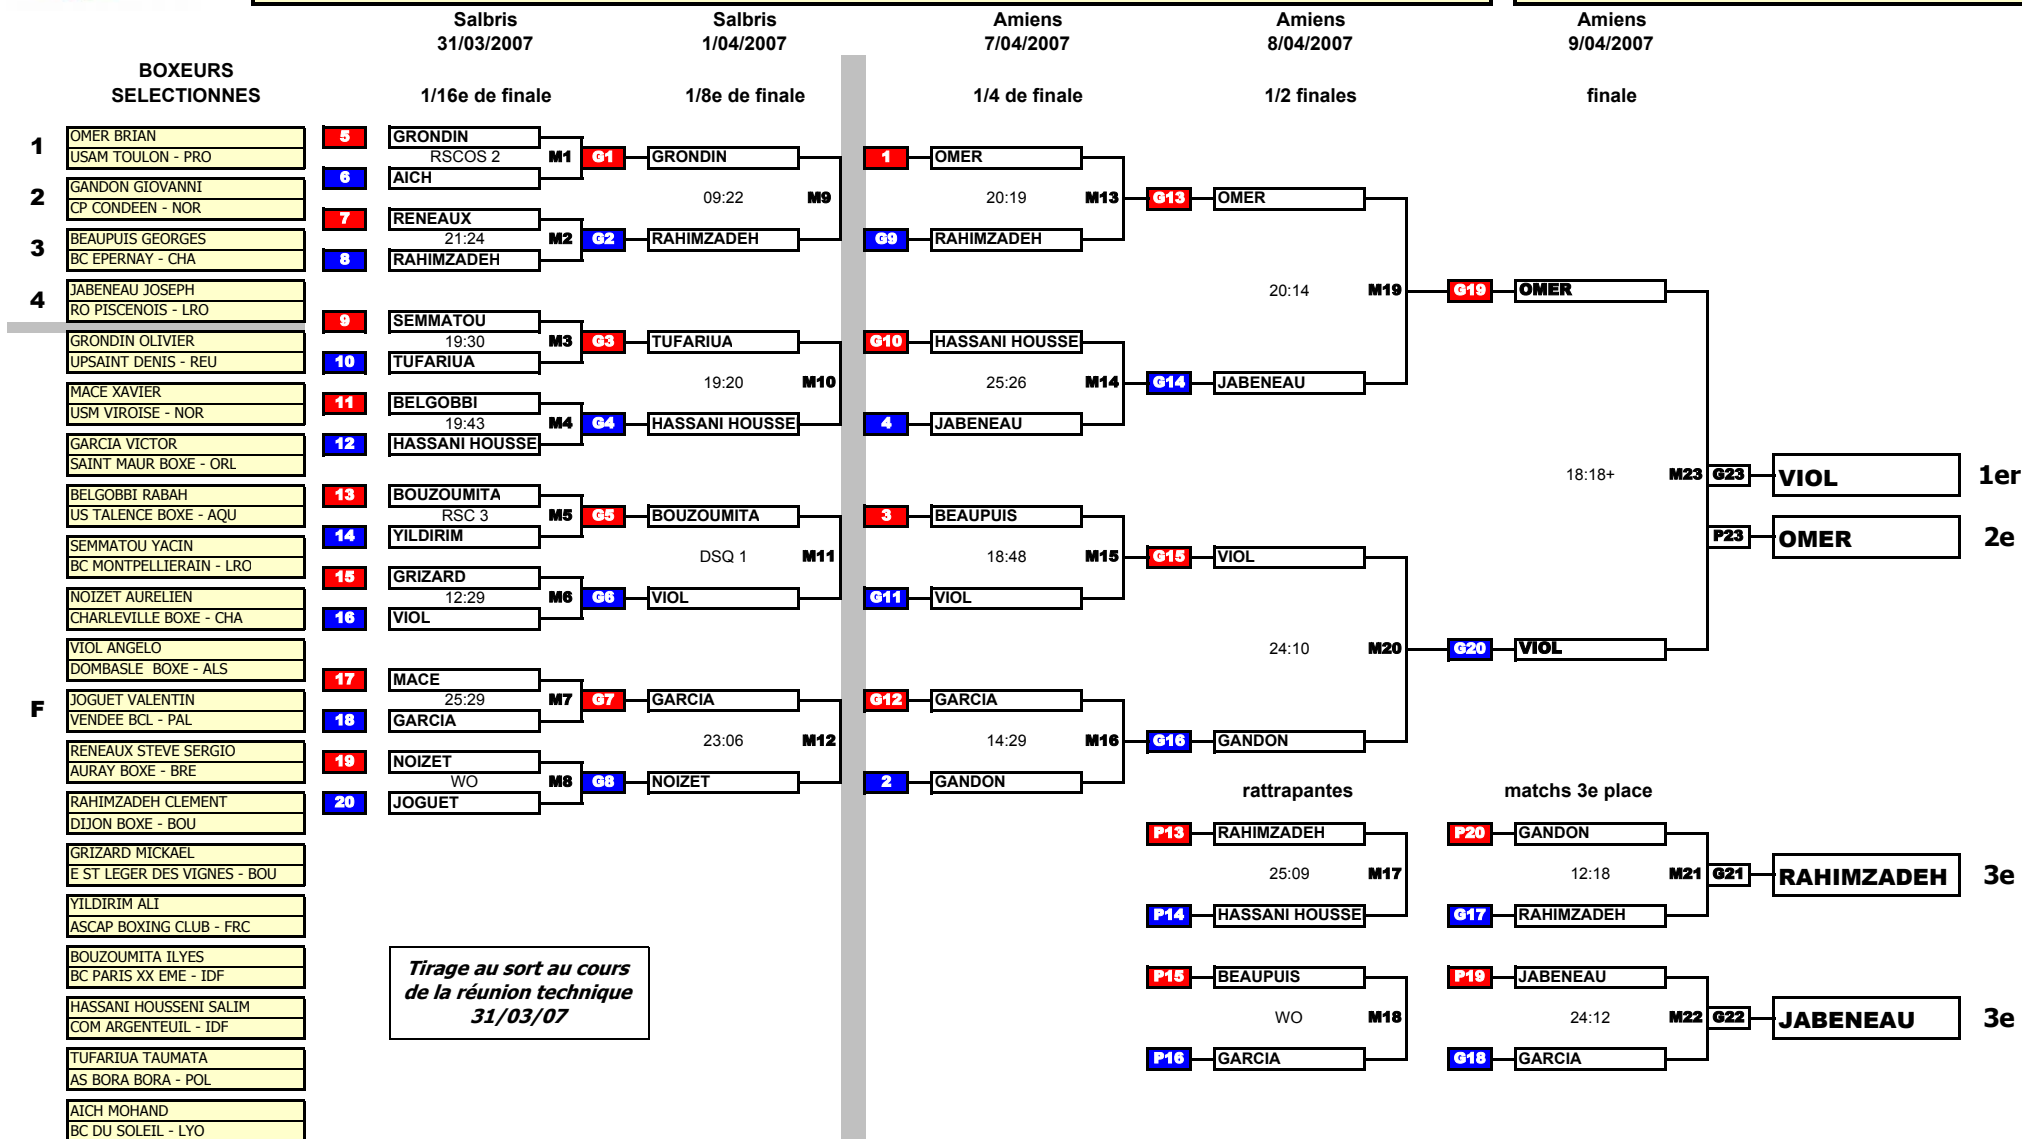 Salbris Salbris Amiens Amiens Amiens
31/03/2007 1/04/2007 7/04/2007 8/04/2007 9/04/2007
BOXEURS
SELECTIONNES 1/16e de finale 1/8e de finale 1/4 de finale 1/2 finales finale
1
OMER BRIAN
USAM TOULON - PRO
2
GANDON GIOVANNI
CP CONDEEN - NOR
3
BEAUPUIS GEORGES
BC EPERNAY - CHA
4
JABENEAU JOSEPH
RO PISCENOIS - LRO
GRONDIN OLIVIER
UPSAINT DENIS - REU
MACE XAVIER
USM VIROISE - NOR
GARCIA VICTOR
SAINT MAUR BOXE - ORL
BELGOBBI RABAH
US TALENCE BOXE - AQU
SEMMATOU YACIN
BC MONTPELLIERAIN - LRO
NOIZET AURELIEN
CHARLEVILLE BOXE - CHA
VIOL ANGELO
DOMBASLE  BOXE - ALS
F
JOGUET VALENTIN
VENDEE BCL - PAL
RENEAUX STEVE SERGIO
AURAY BOXE - BRE
RAHIMZADEH CLEMENT
DIJON BOXE - BOU
GRIZARD MICKAEL
E ST LEGER DES VIGNES - BOU
YILDIRIM ALI
ASCAP BOXING CLUB - FRC
BOUZOUMITA ILYES
BC PARIS XX EME - IDF
HASSANI HOUSSENI SALIM
COM ARGENTEUIL - IDF
TUFARIUA TAUMATA
AS BORA BORA - POL
AICH MOHAND
BC DU SOLEIL - LYO
5 GRONDIN
RSCOS 2 M1
6 AICH
7 RENEAUX
21:24 M2
8 RAHIMZADEH
9 SEMMATOU
19:30 M3
10 TUFARIUA
11 BELGOBBI
19:43 M4
12 HASSANI HOUSSE
13 BOUZOUMITA
RSC 3 M5
14 YILDIRIM
15 GRIZARD
12:29 M6
16 VIOL
17 MACE
25:29 M7
18 GARCIA
19 NOIZET
WO M8
20 JOGUET
G1 GRONDIN
09:22 M9
G2 RAHIMZADEH
G3 TUFARIUA
19:20 M10
G4 HASSANI HOUSSE
G5 BOUZOUMITA
DSQ 1 M11
G6 VIOL
G7 GARCIA
23:06 M12
G8 NOIZET
1 OMER
20:19 M13
G9 RAHIMZADEH
G10 HASSANI HOUSSE
25:26 M14
4 JABENEAU
3 BEAUPUIS
18:48 M15
G11 VIOL
G12 GARCIA
14:29 M16
2 GANDON
G13 OMER
20:14 M19
G14 JABENEAU
G15 VIOL
24:10 M20
G16 GANDON
G19 OMER
18:18+ M23
G20 VIOL
G23 VIOL 1er
P23 OMER 2e
rattrapantes
P13 RAHIMZADEH
25:09 M17
P14 HASSANI HOUSSE
P15 BEAUPUIS
WO M18
P16 GARCIA
matchs 3e place
P20 GANDON
12:18 M21
G17 RAHIMZADEH
G21 RAHIMZADEH 3e
P19 JABENEAU
24:12 M22
G18 GARCIA
G22 JABENEAU 3e
Tirage au sort au cours
de la réunion technique
31/03/07